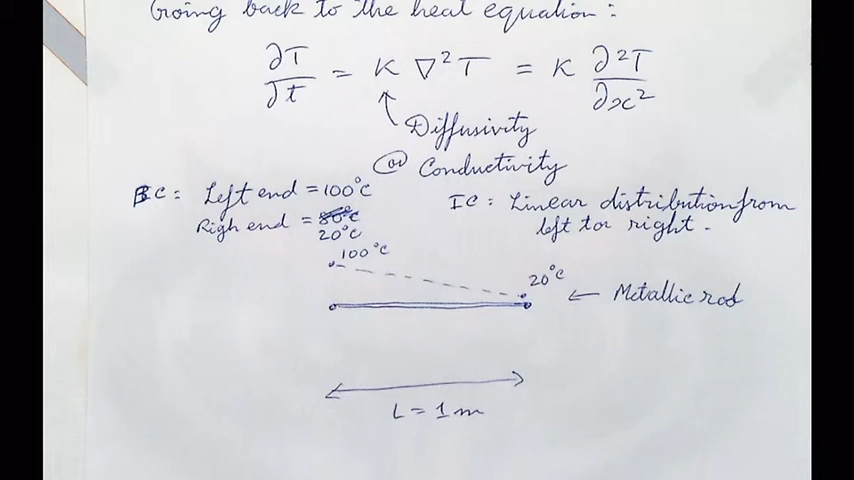 Going back to the heat equation:
∂T/∂t = K ∇²T = K ∂²T/∂x²
Diffusivity
or Conductivity
BC: Left end = 100°C
Righ end = 80°C
20°C
IC: Linear distribution from
left to right.
100°C
20°C
← Metallic rod
L = 1m